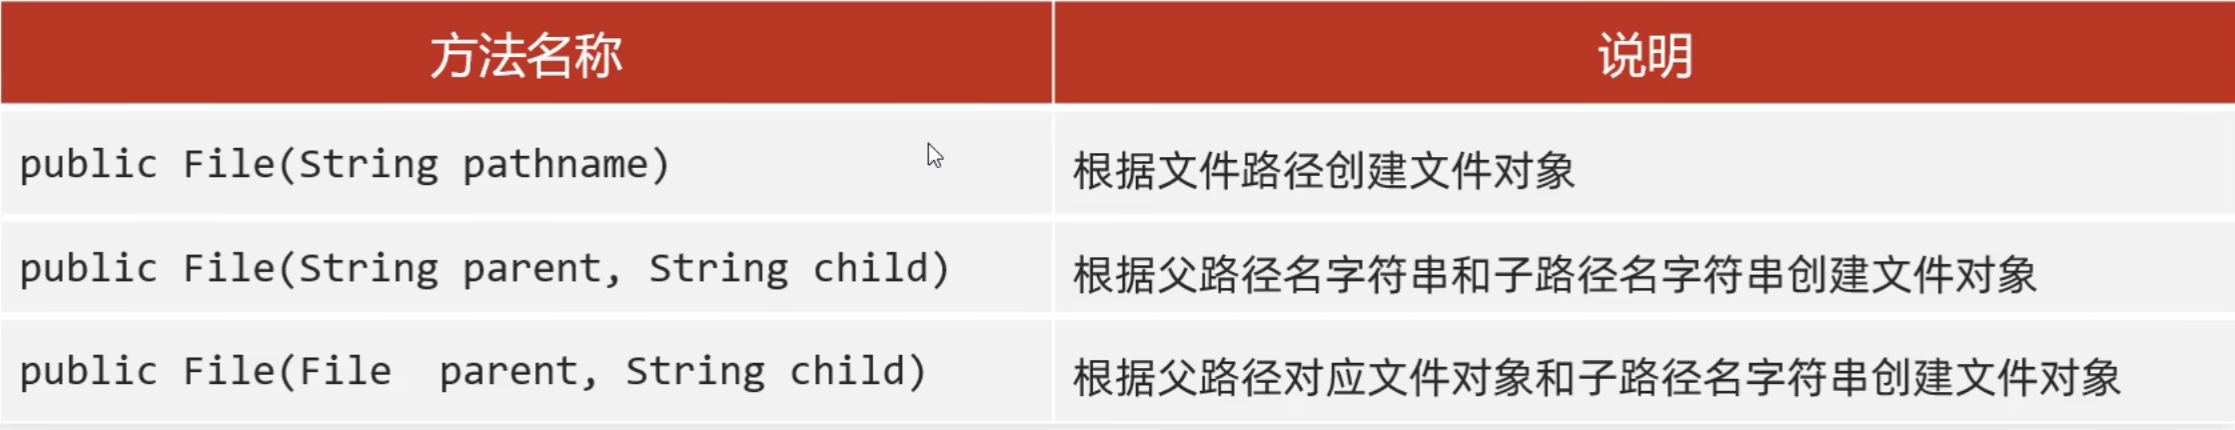 方法名称
说明
public File(String pathname)
根据文件路径创建文件对象
public File(String parent, String child)
根据父路径名字符串和子路径名字符串创建文件对象
public File(File  parent, String child)
根据父路径对应文件对象和子路径名字符串创建文件对象